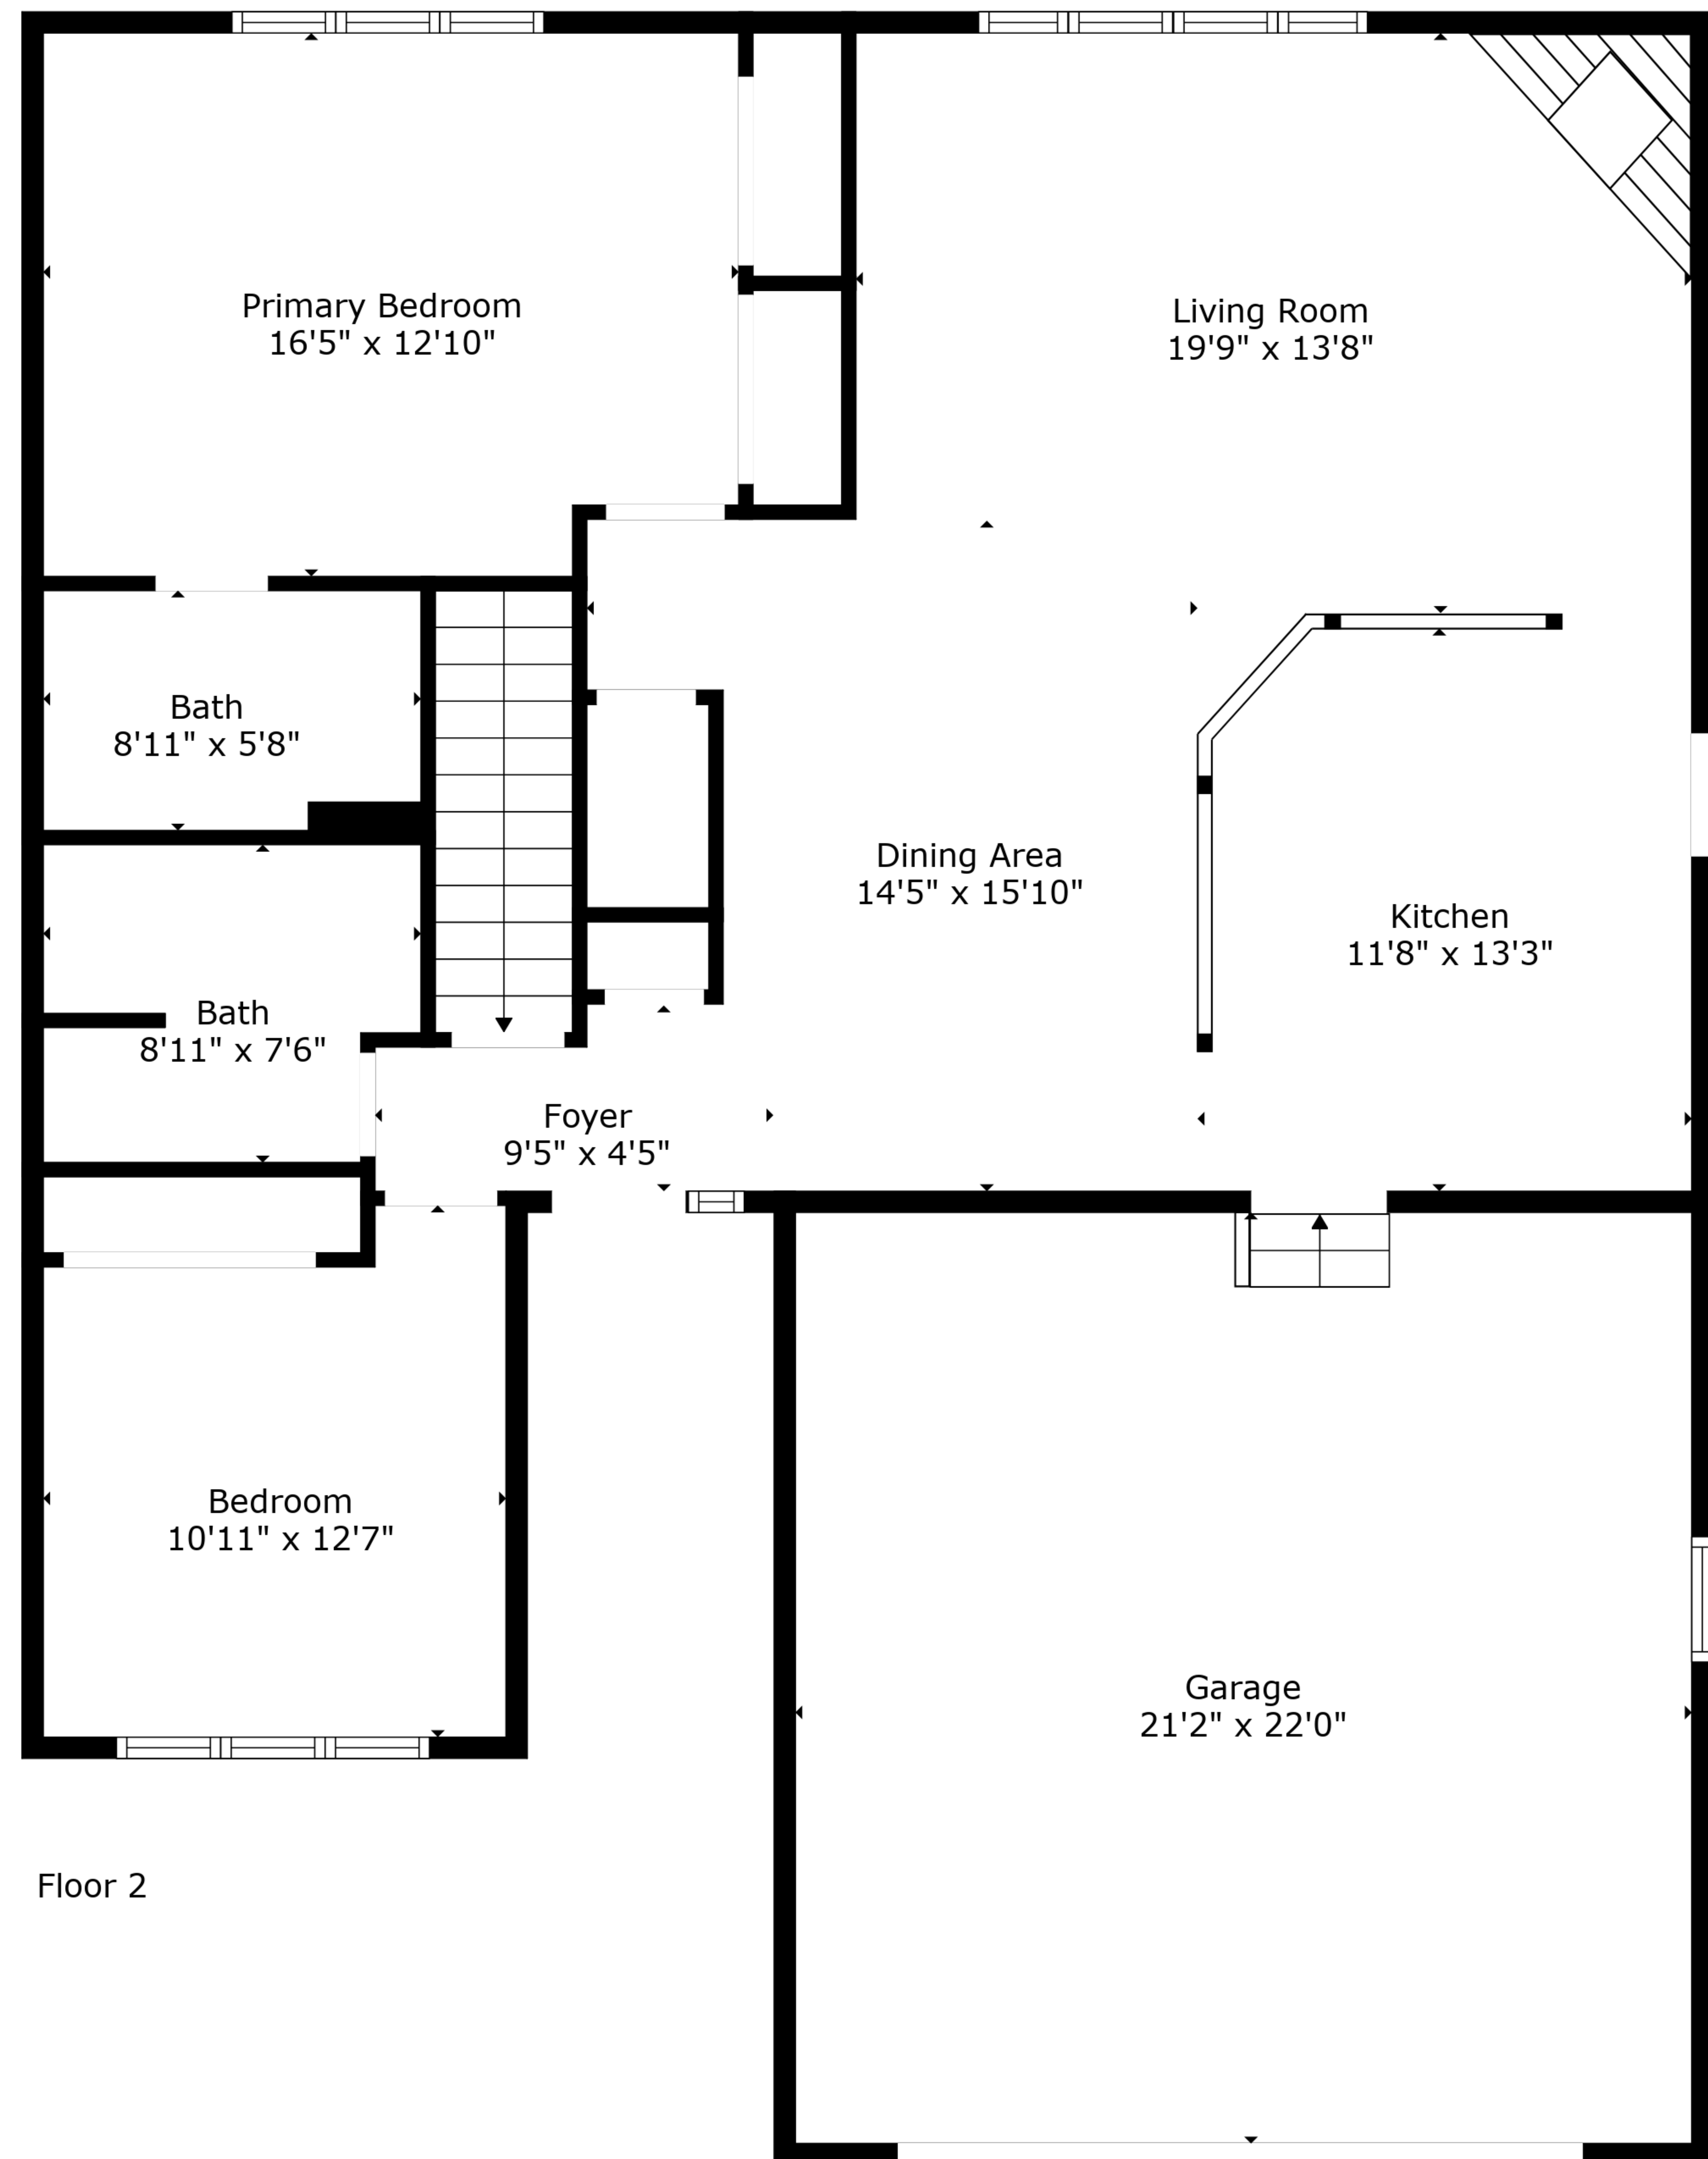 Primary Bedroom
16'5" x 12'10"
Living Room
19'9" x 13'8"
Bath
8'11" x 5'8"
Dining Area
14'5" x 15'10"
Kitchen
11'8" x 13'3"
Bath
8'11" x 7'6"
Foyer
9'5" x 4'5"
Bedroom
10'11" x 12'7"
Garage
21'2" x 22'0"
Floor 2